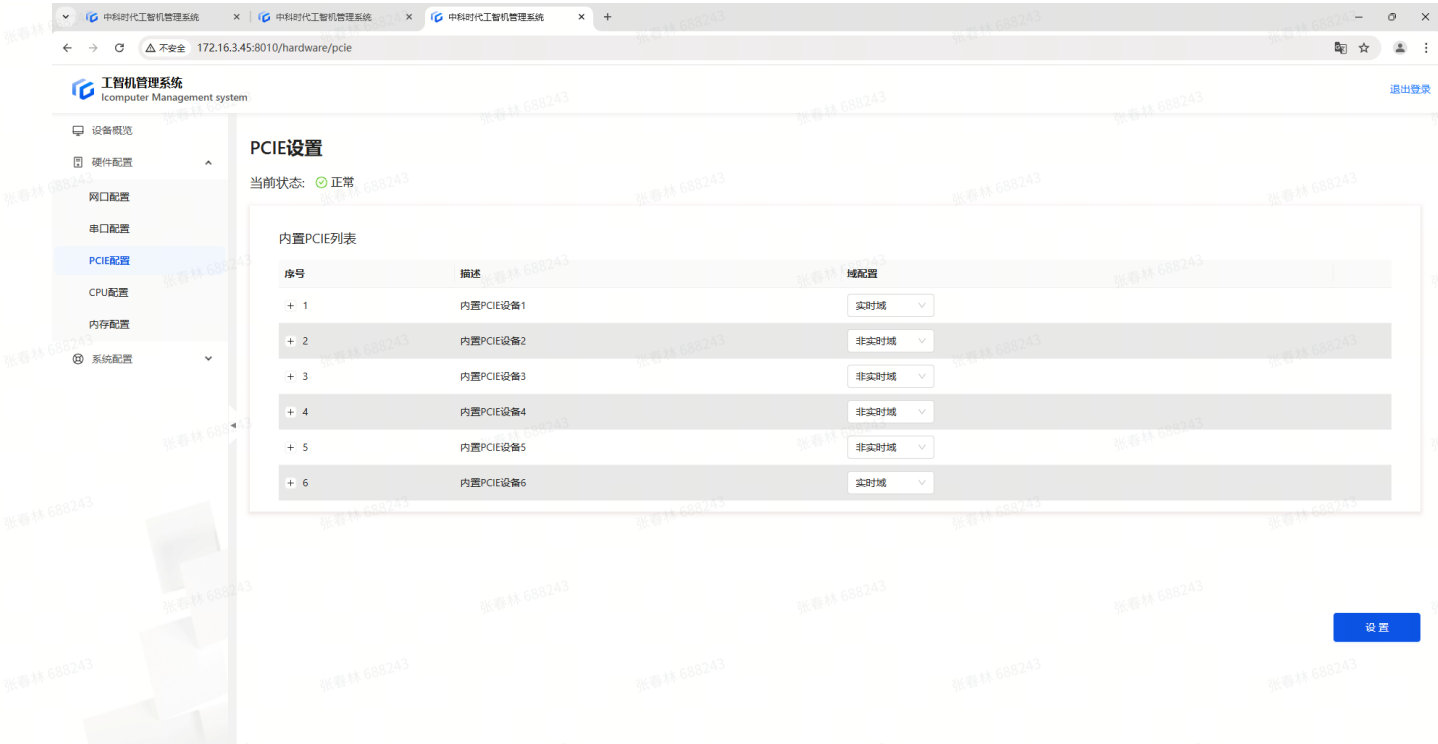 中科时代工智机管理系统
中科时代工智机管理系统
中科时代工智机管理系统
不安全 172.16.3.45:8010/hardware/pcie
工智机管理系统
Icomputer Management system
退出登录
设备概览
硬件配置
网口配置
串口配置
PCIE配置
CPU配置
内存配置
系统配置
PCIE设置
当前状态: 正常
内置PCIE列表
序号 描述 域配置
+ 1 内置PCIE设备1 实时域
+ 2 内置PCIE设备2 非实时域
+ 3 内置PCIE设备3 非实时域
+ 4 内置PCIE设备4 非实时域
+ 5 内置PCIE设备5 非实时域
+ 6 内置PCIE设备6 实时域
设 置
张春林 688243